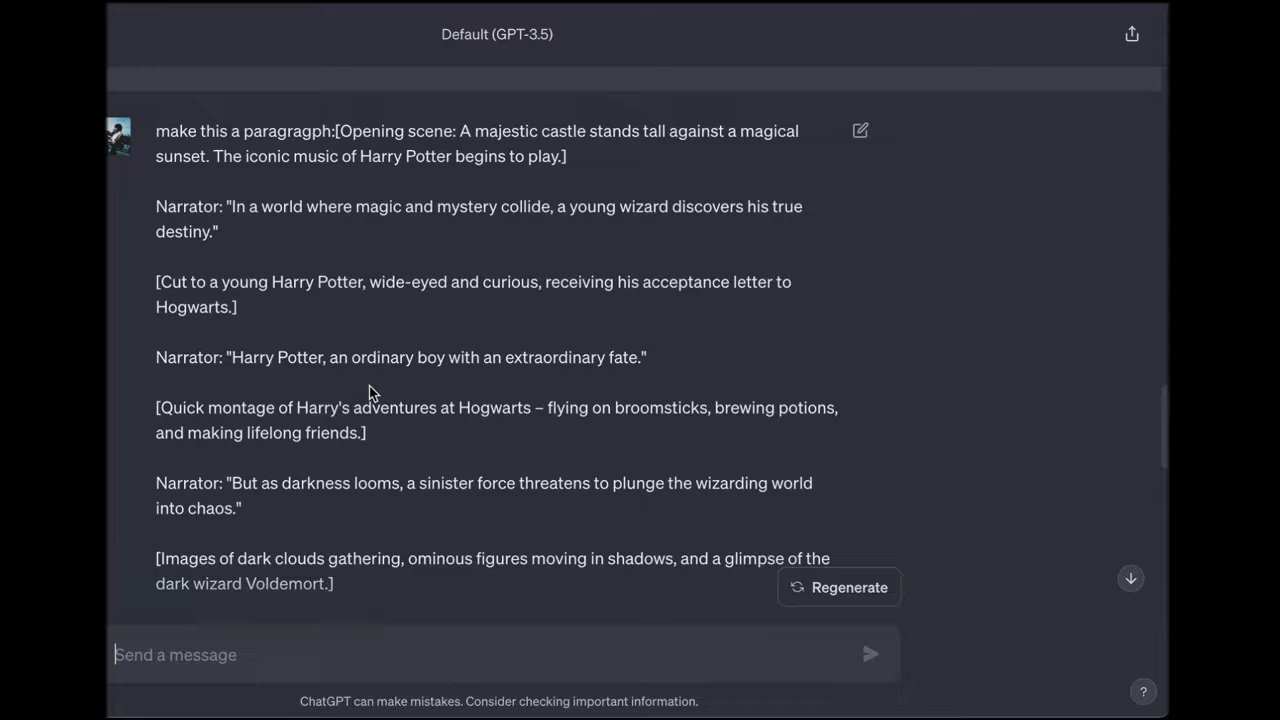 Default (GPT-3.5)
make this a paragragph:[Opening scene: A majestic castle stands tall against a magical
sunset. The iconic music of Harry Potter begins to play.]
Narrator: "In a world where magic and mystery collide, a young wizard discovers his true
destiny."
[Cut to a young Harry Potter, wide-eyed and curious, receiving his acceptance letter to
Hogwarts.]
Narrator: "Harry Potter, an ordinary boy with an extraordinary fate."
[Quick montage of Harry's adventures at Hogwarts – flying on broomsticks, brewing potions,
and making lifelong friends.]
Narrator: "But as darkness looms, a sinister force threatens to plunge the wizarding world
into chaos."
[Images of dark clouds gathering, ominous figures moving in shadows, and a glimpse of the
dark wizard Voldemort.]
Regenerate
Send a message
ChatGPT can make mistakes. Consider checking important information.
?